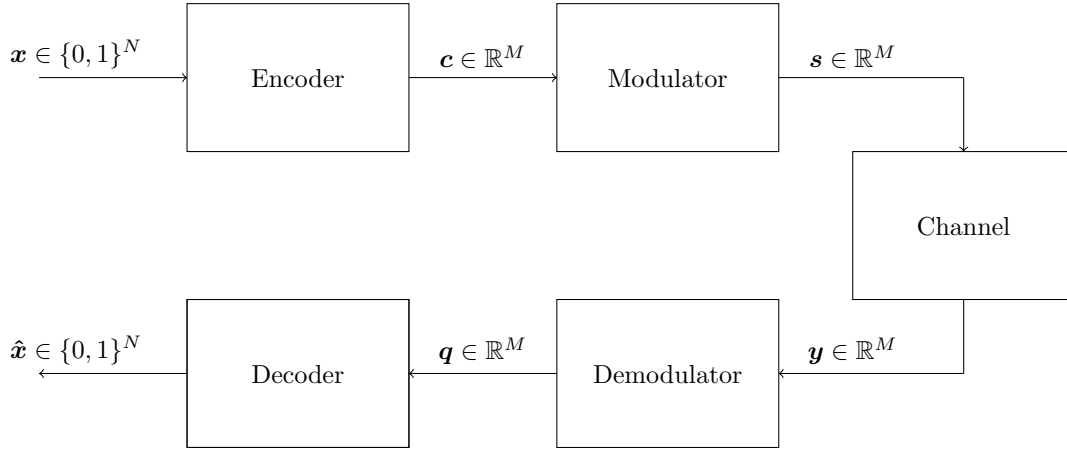 𝒙 ∈ {0, 1}^N
Encoder
𝒄 ∈ ℝ^M
Modulator
𝒔 ∈ ℝ^M
Channel
𝒙̂ ∈ {0, 1}^N
Decoder
𝒒 ∈ ℝ^M
Demodulator
𝒚 ∈ ℝ^M